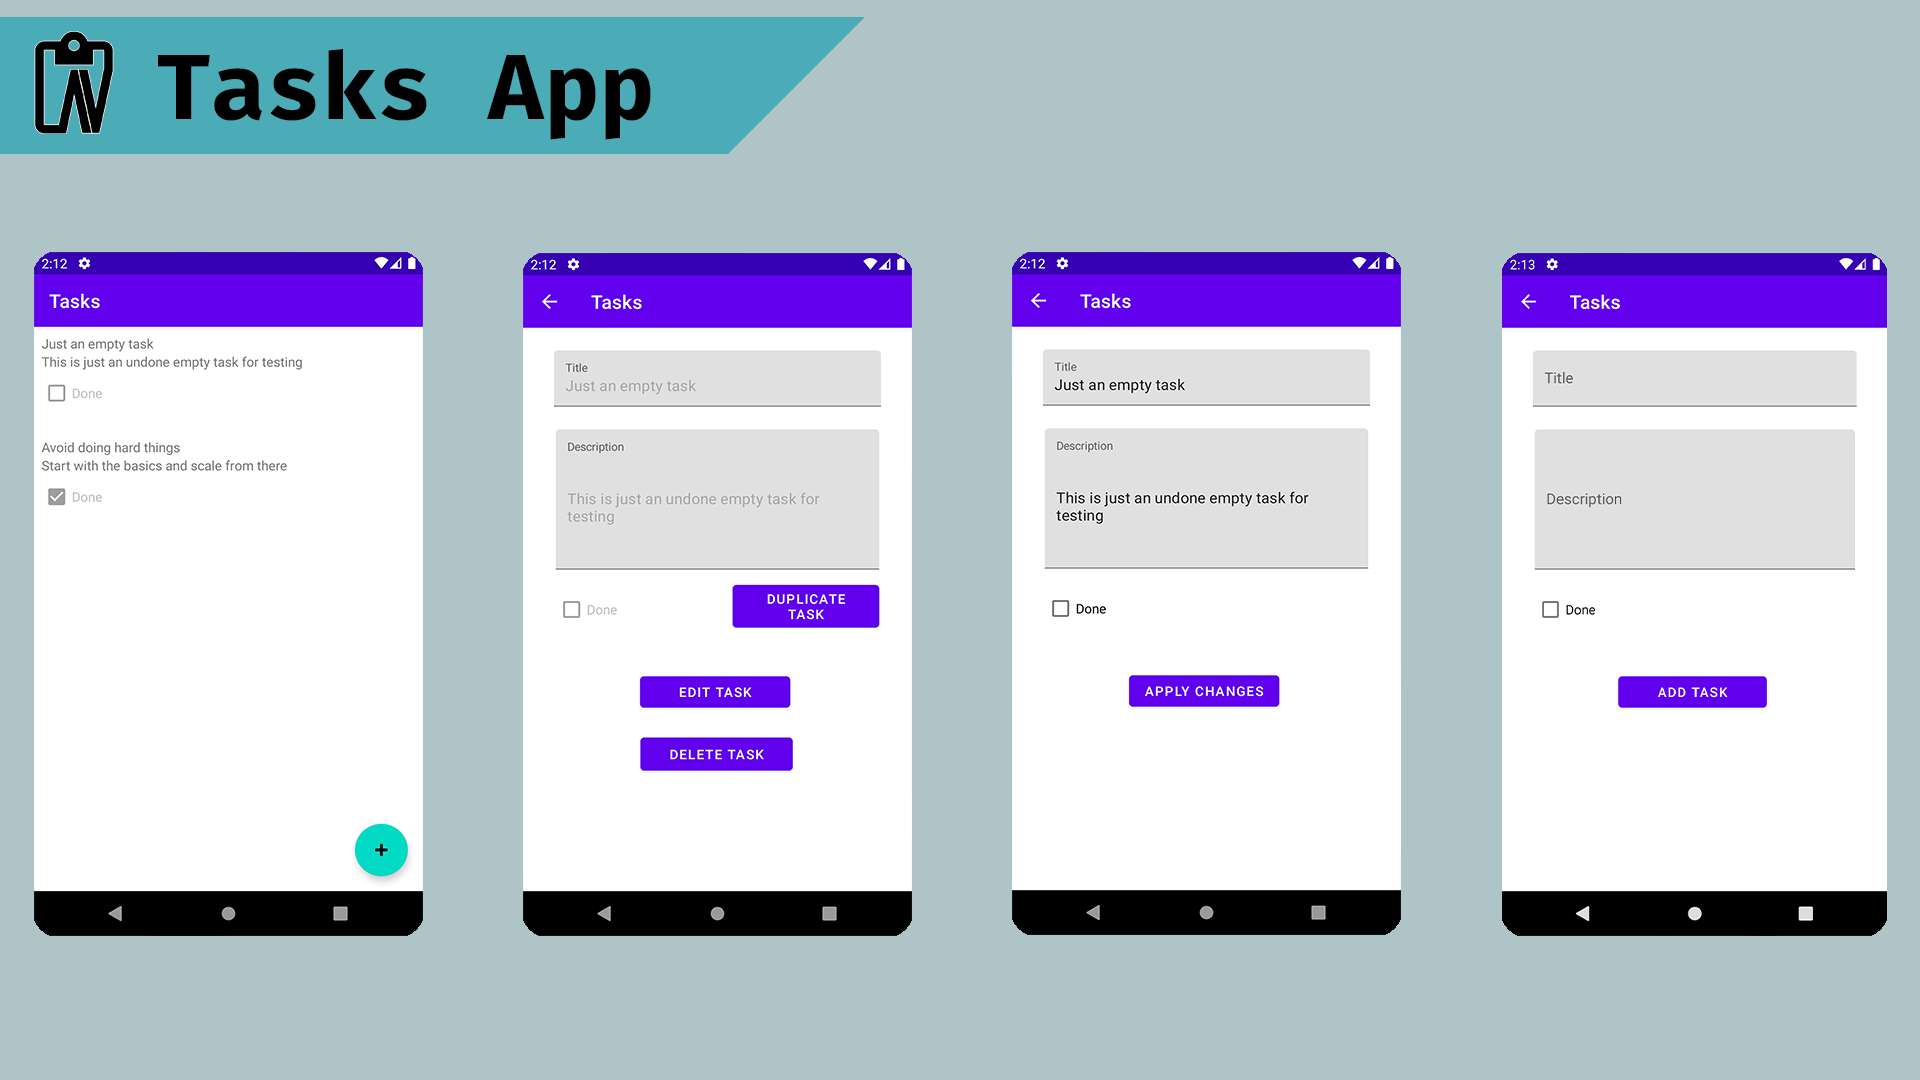 Tasks App
2:12
Tasks
Just an empty task
This is just an undone empty task for testing
Done
Avoid doing hard things
Start with the basics and scale from there
Done
+
2:12
Tasks
Title
Just an empty task
Description
This is just an undone empty task for
testing
Done
DUPLICATE
TASK
EDIT TASK
DELETE TASK
2:12
Tasks
Title
Just an empty task
Description
This is just an undone empty task for
testing
Done
APPLY CHANGES
2:13
Tasks
Title
Description
Done
ADD TASK